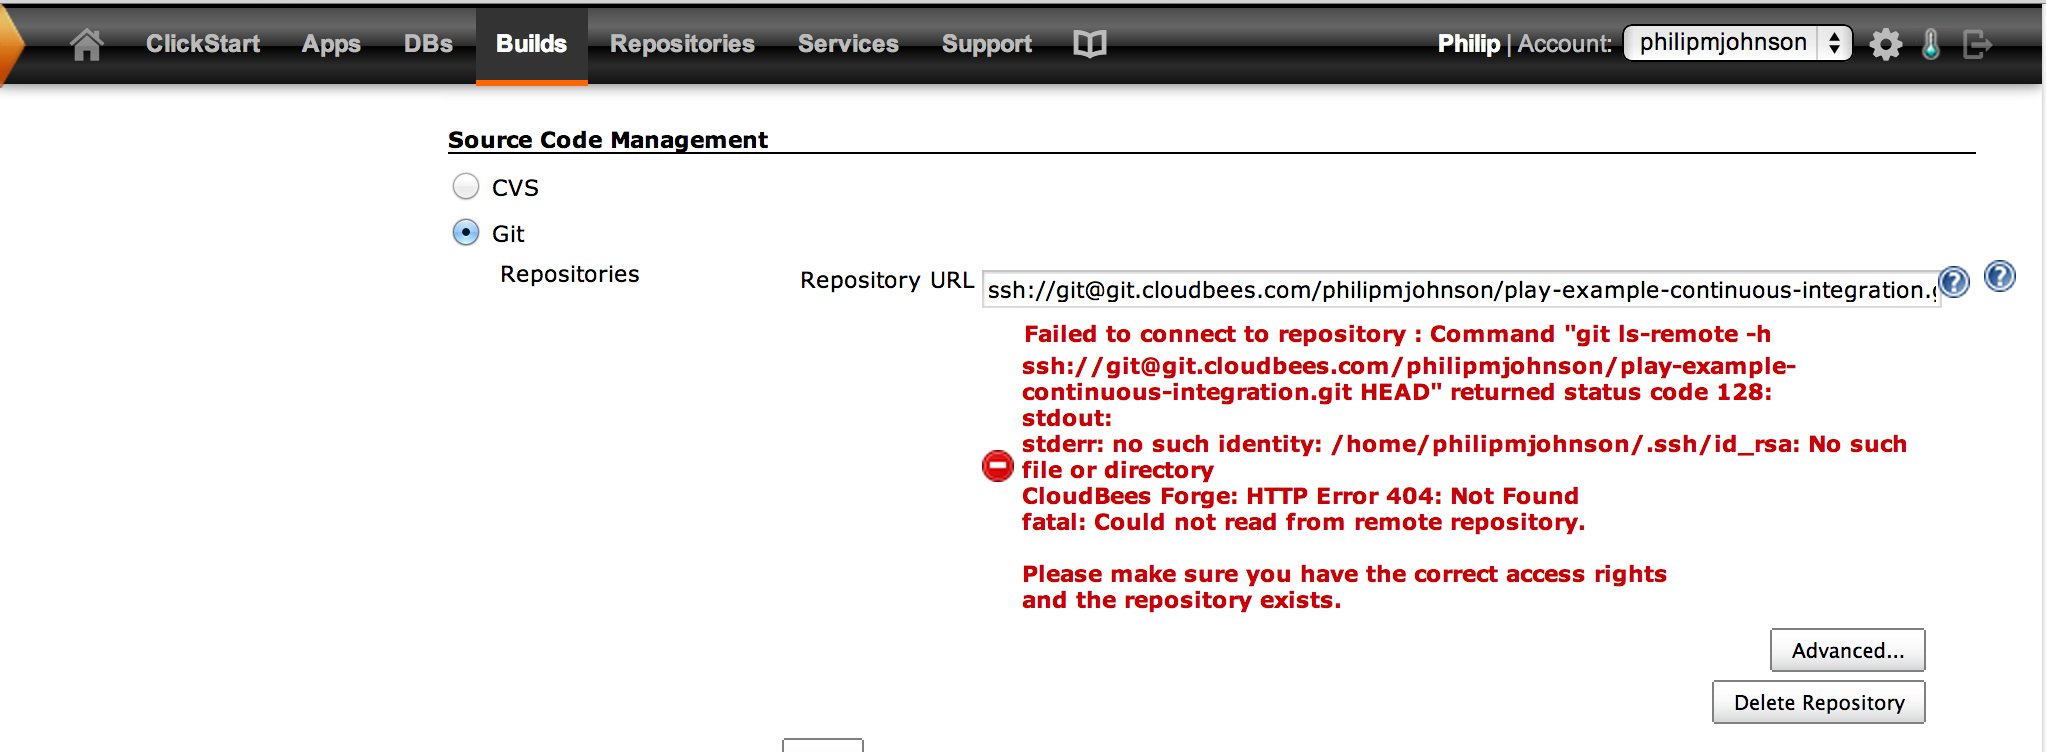 ClickStart Apps DBs Builds Repositories Services Support Philip | Account: philipmjohnson
Source Code Management
CVS
Git
Repositories Repository URL ssh://git@git.cloudbees.com/philipmjohnson/play-example-continuous-integration.g
Failed to connect to repository : Command "git ls-remote -h
ssh://git@git.cloudbees.com/philipmjohnson/play-example-
continuous-integration.git HEAD" returned status code 128:
stdout:
stderr: no such identity: /home/philipmjohnson/.ssh/id_rsa: No such
file or directory
CloudBees Forge: HTTP Error 404: Not Found
fatal: Could not read from remote repository.
Please make sure you have the correct access rights
and the repository exists.
Advanced...
Delete Repository